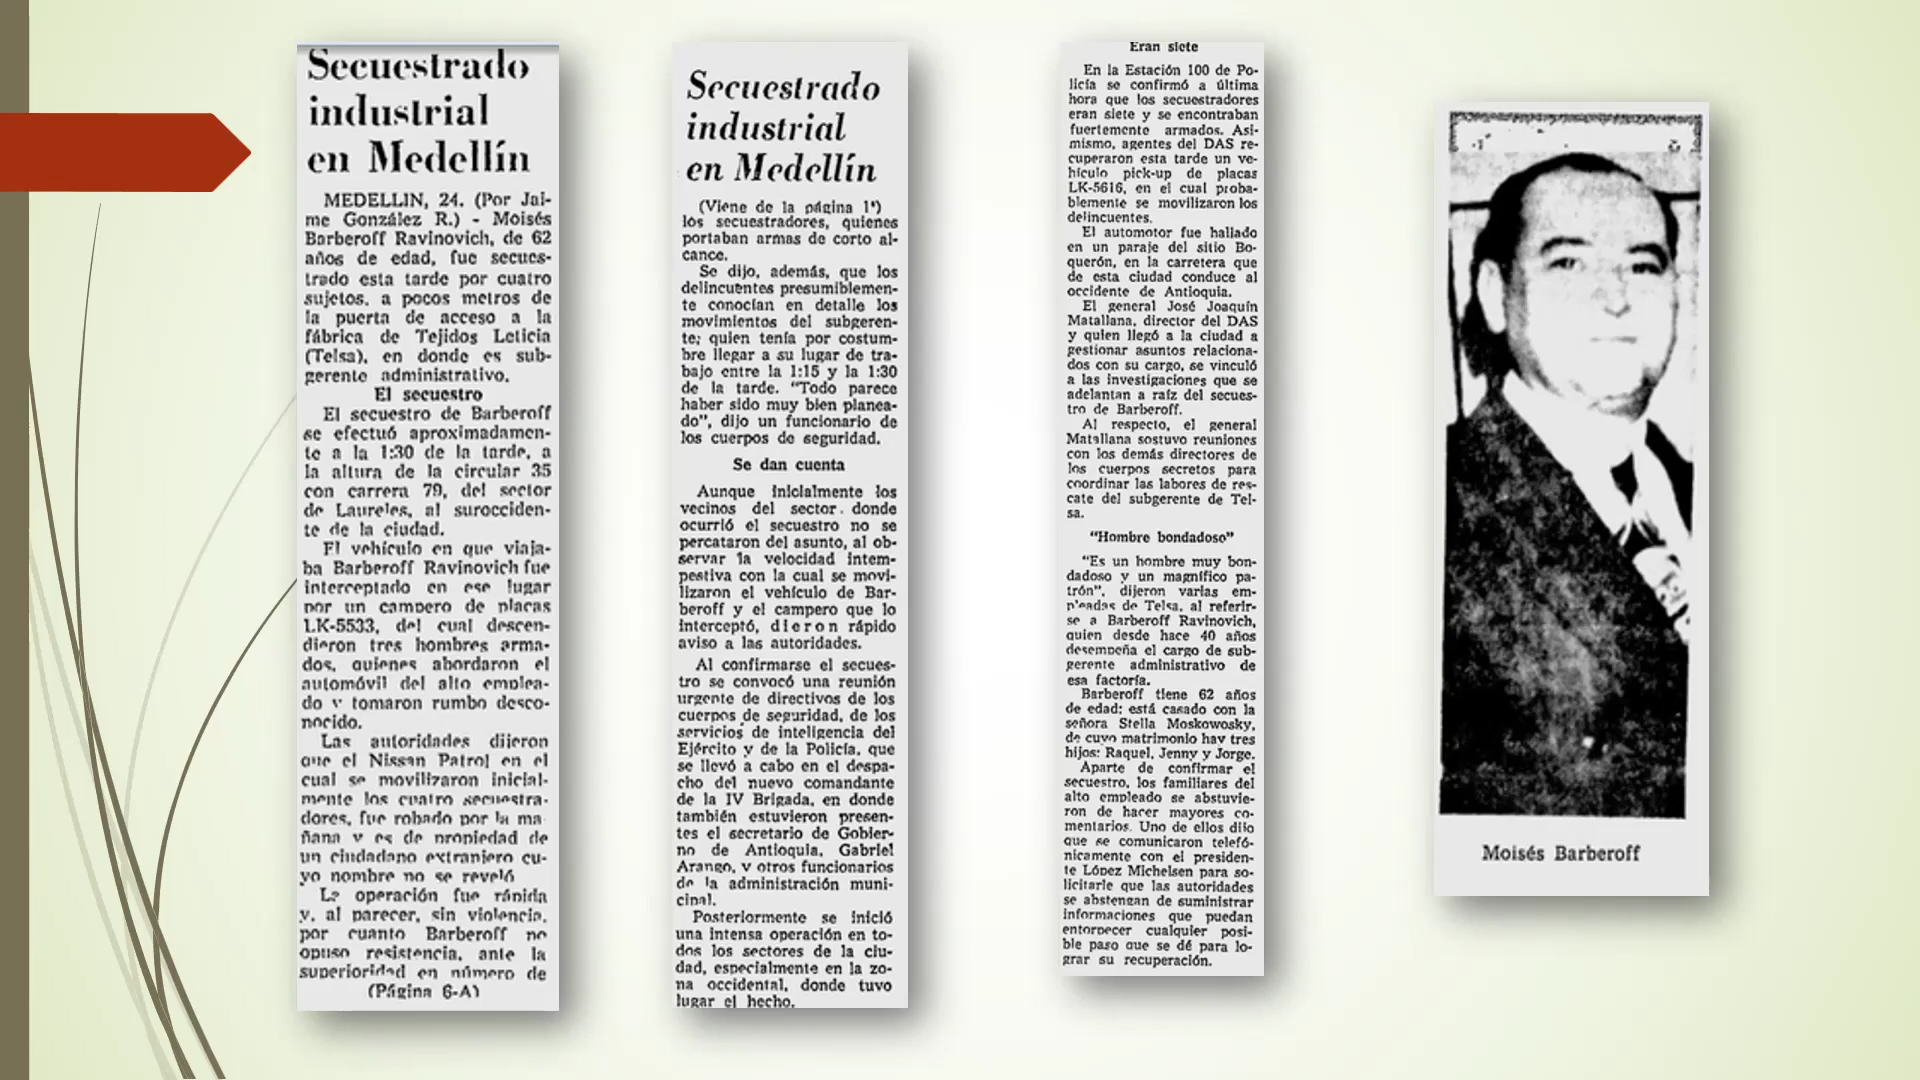 Secuestrado
industrial
en Medellín
MEDELLIN, 24. (Por Jai-
me González R.) - Moisés
Barberoff Ravinovich, de 62
años de edad, fue secues-
trado esta tarde por cuatro
sujetos, a pocos metros de
la puerta de acceso a la
fábrica de Tejidos Leticia
(Telsa), en donde es sub-
gerente administrativo.
El secuestro
El secuestro de Barberoff
se efectuó aproximadamen-
te a la 1:30 de la tarde, a
la altura de la circular 35
con carrera 79, del sector
de Laureles, al surocciden-
te de la ciudad.
El vehículo en que viaja-
ba Barberoff Ravinovich fue
interceptado en ese lugar
por un campero de placas
LK-5533, del cual descen-
dieron tres hombres arma-
dos, quienes abordaron el
automóvil del alto emplea-
do y tomaron rumbo desco-
nocido.
Las autoridades dijeron
que el Nissan Patrol en el
cual se movilizaron inicial-
mente los cuatro secuestra-
dores, fue robado por la ma-
ñana y es de propiedad de
un ciudadano extranjero cu-
yo nombre no se reveló
La operación fue rápida
y, al parecer, sin violencia,
por cuanto Barberoff no
opuso resistencia, ante la
superioridad en número de
(Página 6-A)
Secuestrado
industrial
en Medellín
(Viene de la página 1ª)
los secuestradores, quienes
portaban armas de corto al-
cance.
Se dijo, además, que los
delincuentes presumiblemen-
te conocían en detalle los
movimientos del subgeren-
te; quien tenía por costum-
bre llegar a su lugar de tra-
bajo entre la 1:15 y la 1:30
de la tarde. "Todo parece
haber sido muy bien planea-
do", dijo un funcionario de
los cuerpos de seguridad.
Se dan cuenta
Aunque inicialmente los
vecinos del sector donde
ocurrió el secuestro no se
percataron del asunto, al ob-
servar la velocidad intem-
pestiva con la cual se movi-
lizaron el vehículo de Bar-
beroff y el campero que lo
interceptó, dieron rápido
aviso a las autoridades.
Al confirmarse el secues-
tro se convocó una reunión
urgente de directivos de los
cuerpos de seguridad, de los
servicios de inteligencia del
Ejército y de la Policía, que
se llevó a cabo en el despa-
cho del nuevo comandante
de la IV Brigada, en donde
también estuvieron presen-
tes el secretario de Gobier-
no de Antioquia, Gabriel
Arango, y otros funcionarios
de la administración muni-
cipal.
Posteriormente se inició
una intensa operación en to-
dos los sectores de la ciu-
dad, especialmente en la zo-
na occidental, donde tuvo
lugar el hecho.
Eran siete
En la Estación 100 de Po-
licía se confirmó a última
hora que los secuestradores
eran siete y se encontraban
fuertemente armados. Asi-
mismo, agentes del DAS re-
cuperaron esta tarde un ve-
hículo pick-up de placas
LK-5616, en el cual proba-
blemente se movilizaron los
delincuentes.
El automotor fue hallado
en un paraje del sitio Bo-
querón, en la carretera que
de esta ciudad conduce al
occidente de Antioquia.
El general José Joaquín
Matallana, director del DAS
y quien llegó a la ciudad a
gestionar asuntos relaciona-
dos con su cargo, se vinculó
a las investigaciones que se
adelantan a raíz del secues-
tro de Barberoff.
Al respecto, el general
Matallana sostuvo reuniones
con los demás directores de
los cuerpos secretos para
coordinar las labores de res-
cate del subgerente de Tel-
sa.
"Hombre bondadoso"
"Es un hombre muy bon-
dadoso y un magnífico pa-
trón", dijeron varias em-
pleadas de Telsa, al referir-
se a Barberoff Ravinovich,
quien desde hace 40 años
desempeña el cargo de sub-
gerente administrativo de
esa factoría.
Barberoff tiene 62 años
de edad; está casado con la
señora Stella Moskowosky,
de cuyo matrimonio hay tres
hijos: Raquel, Jenny y Jorge.
Aparte de confirmar el
secuestro, los familiares del
alto empleado se abstuvie-
ron de hacer mayores co-
mentarios. Uno de ellos dijo
que se comunicaron telefó-
nicamente con el presiden-
te López Michelsen para so-
licitarle que las autoridades
se abstengan de suministrar
informaciones que puedan
entorpecer cualquier posi-
ble paso que se dé para lo-
grar su recuperación.
Moisés Barberoff